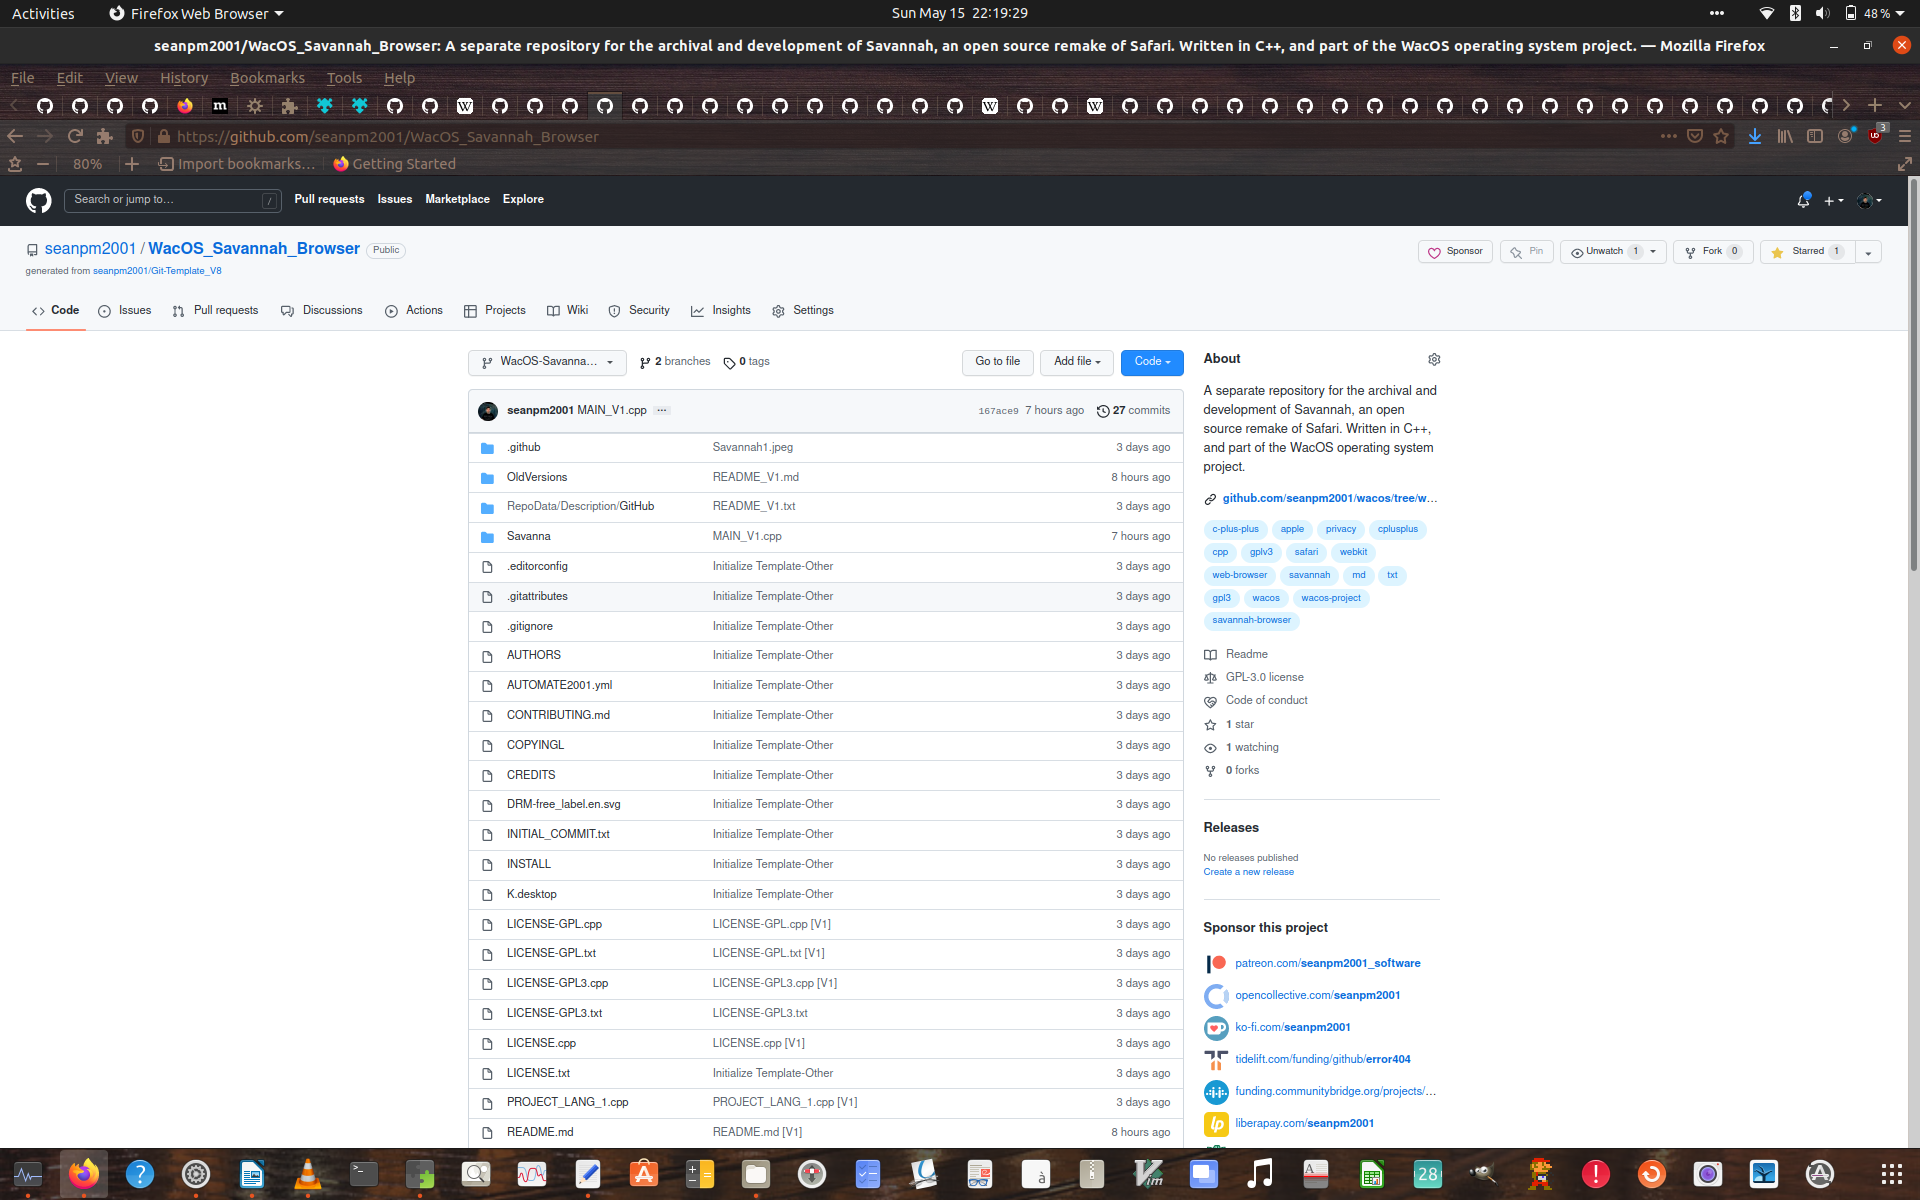 Activities Firefox Web Browser Sun May 15 22:19:29 48 %
seanpm2001/WacOS_Savannah_Browser: A separate repository for the archival and development of Savannah, an open source remake of Safari. Written in C++, and part of the WacOS operating system project. — Mozilla Firefox
File Edit View History Bookmarks Tools Help
https://github.com/seanpm2001/WacOS_Savannah_Browser 3
80% Import bookmarks... Getting Started
Search or jump to... / Pull requests Issues Marketplace Explore
seanpm2001 / WacOS_Savannah_Browser Public Sponsor Pin Unwatch 1 Fork 0 Starred 1
generated from seanpm2001/Git-Template_V8
Code Issues Pull requests Discussions Actions Projects Wiki Security Insights Settings
WacOS-Savanna... 2 branches 0 tags Go to file Add file Code
seanpm2001 MAIN_V1.cpp ... 167ace9 7 hours ago 27 commits
.github Savannah1.jpeg 3 days ago
OldVersions README_V1.md 8 hours ago
RepoData/Description/GitHub README_V1.txt 3 days ago
Savanna MAIN_V1.cpp 7 hours ago
.editorconfig Initialize Template-Other 3 days ago
.gitattributes Initialize Template-Other 3 days ago
.gitignore Initialize Template-Other 3 days ago
AUTHORS Initialize Template-Other 3 days ago
AUTOMATE2001.yml Initialize Template-Other 3 days ago
CONTRIBUTING.md Initialize Template-Other 3 days ago
COPYINGL Initialize Template-Other 3 days ago
CREDITS Initialize Template-Other 3 days ago
DRM-free_label.en.svg Initialize Template-Other 3 days ago
INITIAL_COMMIT.txt Initialize Template-Other 3 days ago
INSTALL Initialize Template-Other 3 days ago
K.desktop Initialize Template-Other 3 days ago
LICENSE-GPL.cpp LICENSE-GPL.cpp [V1] 3 days ago
LICENSE-GPL.txt LICENSE-GPL.txt [V1] 3 days ago
LICENSE-GPL3.cpp LICENSE-GPL3.cpp [V1] 3 days ago
LICENSE-GPL3.txt LICENSE-GPL3.txt 3 days ago
LICENSE.cpp LICENSE.cpp [V1] 3 days ago
LICENSE.txt Initialize Template-Other 3 days ago
PROJECT_LANG_1.cpp PROJECT_LANG_1.cpp [V1] 3 days ago
README.md README.md [V1] 8 hours ago
About
A separate repository for the archival and
development of Savannah, an open
source remake of Safari. Written in C++,
and part of the WacOS operating system
project.
github.com/seanpm2001/wacos/tree/w...
c-plus-plus apple privacy cplusplus
cpp gplv3 safari webkit
web-browser savannah md txt
gpl3 wacos wacos-project
savannah-browser
Readme
GPL-3.0 license
Code of conduct
1 star
1 watching
0 forks
Releases
No releases published
Create a new release
Sponsor this project
patreon.com/seanpm2001_software
opencollective.com/seanpm2001
ko-fi.com/seanpm2001
tidelift.com/funding/github/error404
funding.communitybridge.org/projects/...
liberapay.com/seanpm2001
28